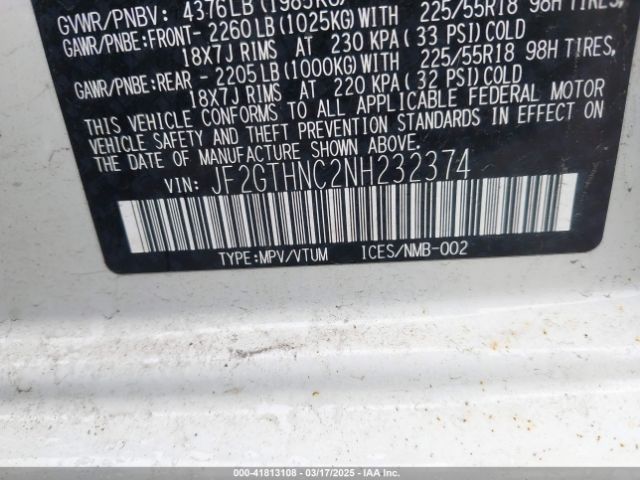 GVWR/PNBV: 4376LB (1985KG)
225/55R18 98H TIRES,
GAWR/PNBE:FRONT- 2260LB(1025KG)WITH
18X7J RIMS AT 230 KPA( 33 PSI)COLD
225/55R18 98H TIRES,
GAWR/PNBE:REAR - 2205LB(1000KG)WITH
18X7J RIMS AT 220 KPA( 32 PSI)COLD
THIS VEHICLE CONFORMS TO ALL APPLICABLE FEDERAL MOTOR
VEHICLE SAFETY AND THEFT PREVENTION STANDARDS IN EFFECT ON
THE DATE OF MANUFACTURE SHOWN ABOVE.
VIN: JF2GTHNC2NH232374
TYPE:MPV/VTUM ICES/NMB-002
000-41813108 - 03/17/2025 - IAA Inc.